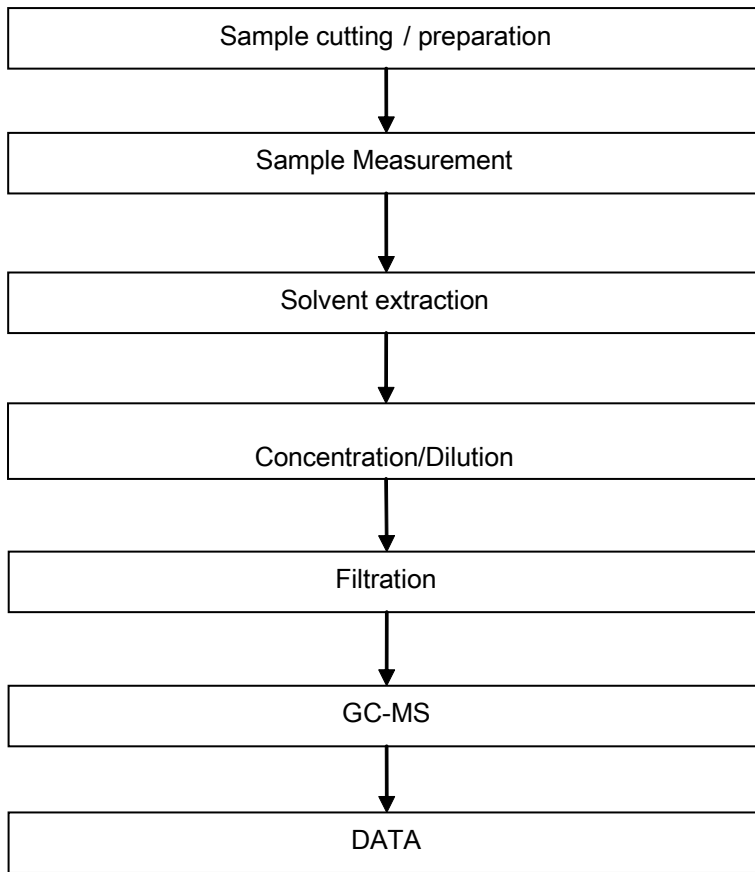 Sample cutting / preparation
Sample Measurement
Solvent extraction
Concentration/Dilution
Filtration
GC-MS
DATA